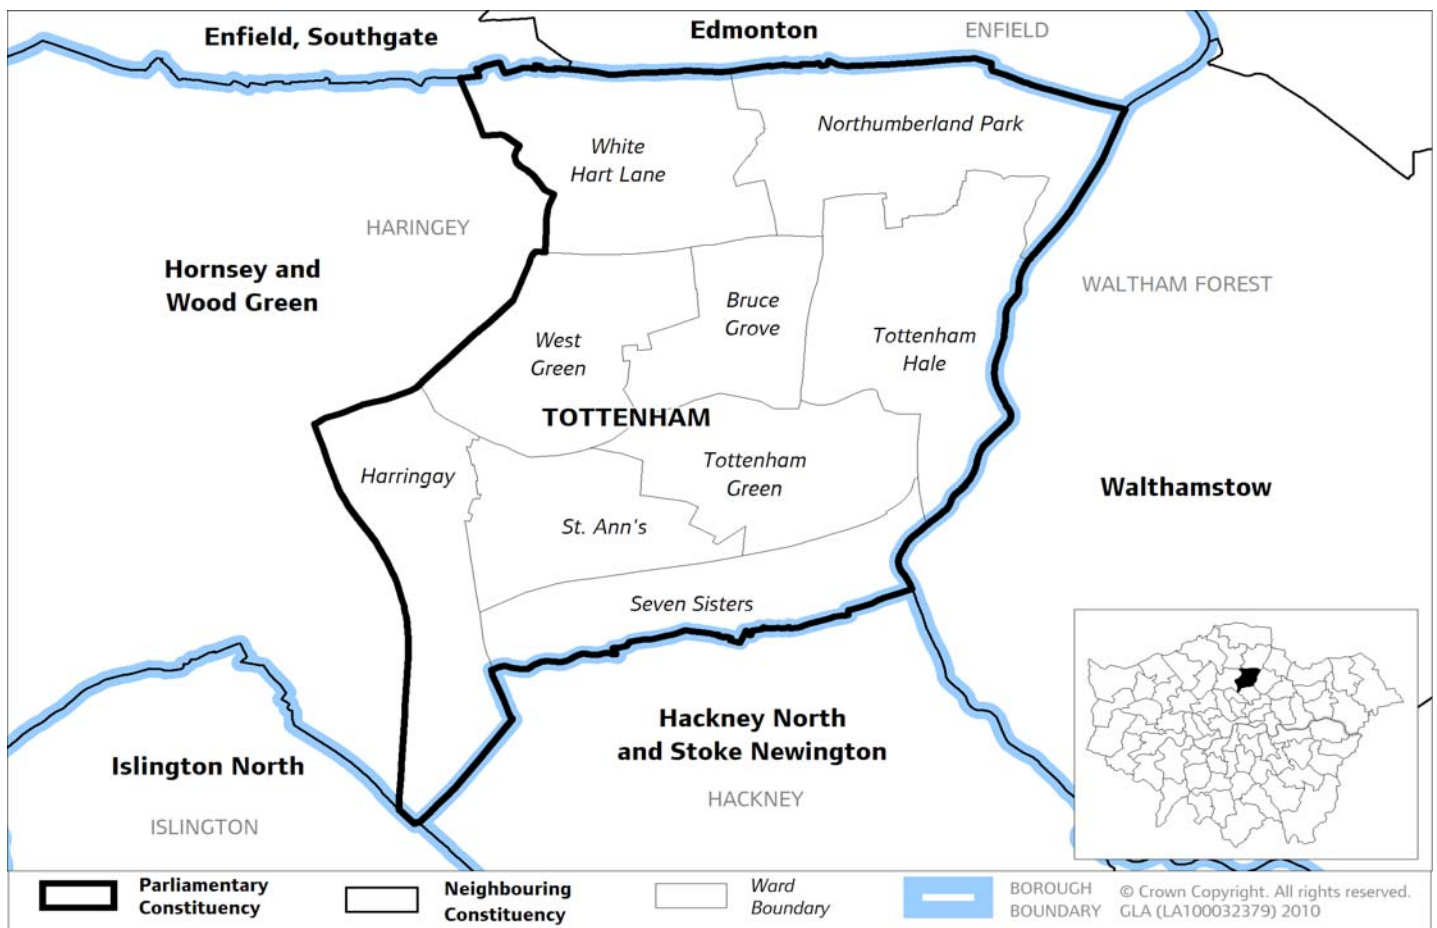 Enfield, Southgate
Edmonton
ENFIELD
Northumberland Park
White
Hart Lane
HARINGEY
Hornsey and
Wood Green
WALTHAM FOREST
Bruce
Grove
West
Green
Tottenham
Hale
TOTTENHAM
Harringay
Tottenham
Green
Walthamstow
St. Ann's
Seven Sisters
Hackney North
and Stoke Newington
HACKNEY
Islington North
ISLINGTON
Parliamentary
Constituency
Neighbouring
Constituency
Ward
Boundary
BOROUGH
BOUNDARY
© Crown Copyright. All rights reserved.
GLA (LA100032379) 2010